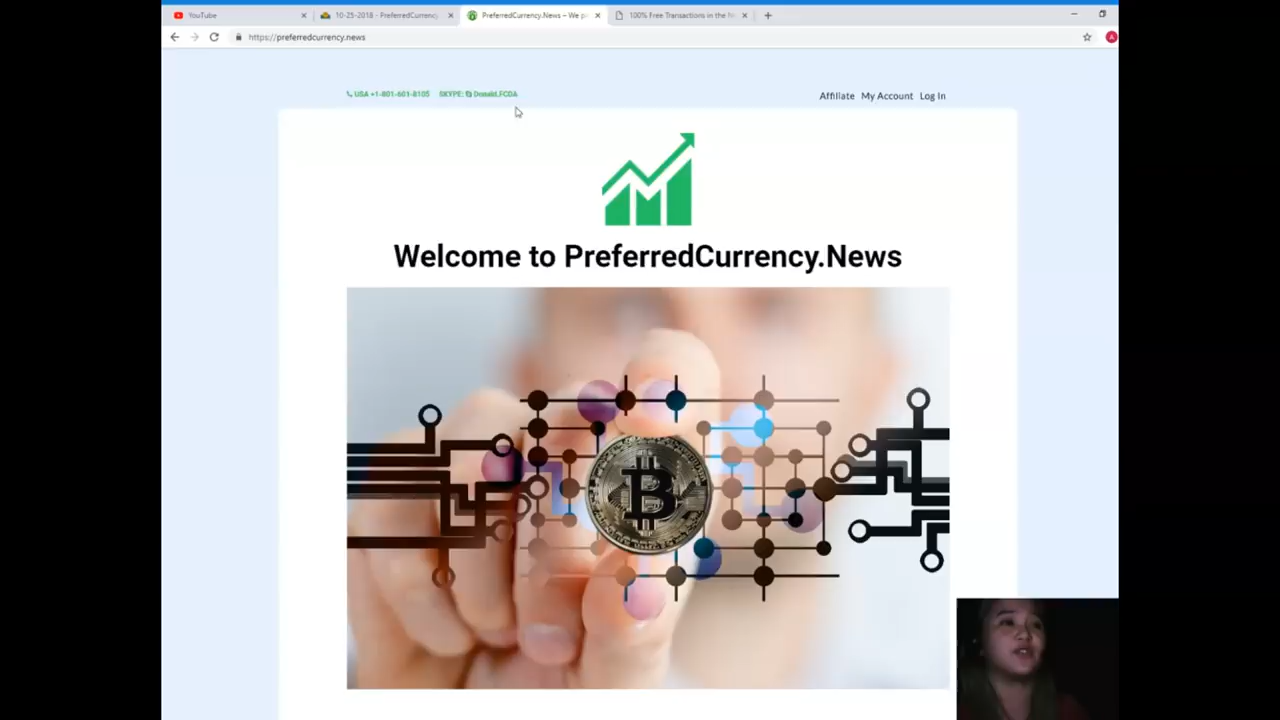 YouTube
10-25-2018 - PreferredCurrency
PreferredCurrency.News – We p
100% Free Transactions in the N
https://preferredcurrency.news
USA +1-801-601-8105 SKYPE: Donald.FCDA
Affiliate My Account Log In
Welcome to PreferredCurrency.News
B
A